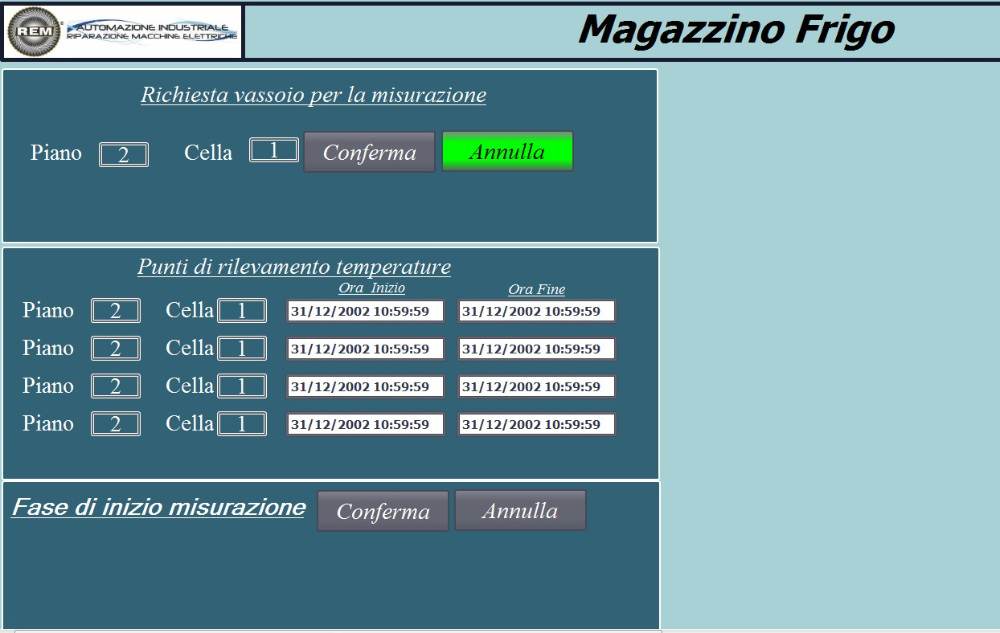 REM
AUTOMAZIONE INDUSTRIALE
RIPARAZIONE MACCHINE ELETTRICHE
Magazzino Frigo
Richiesta vassoio per la misurazione
Piano 2 Cella 1 Conferma Annulla
Punti di rilevamento temperature
Ora Inizio Ora Fine
Piano 2 Cella 1 31/12/2002 10:59:59 31/12/2002 10:59:59
Piano 2 Cella 1 31/12/2002 10:59:59 31/12/2002 10:59:59
Piano 2 Cella 1 31/12/2002 10:59:59 31/12/2002 10:59:59
Piano 2 Cella 1 31/12/2002 10:59:59 31/12/2002 10:59:59
Fase di inizio misurazione Conferma Annulla